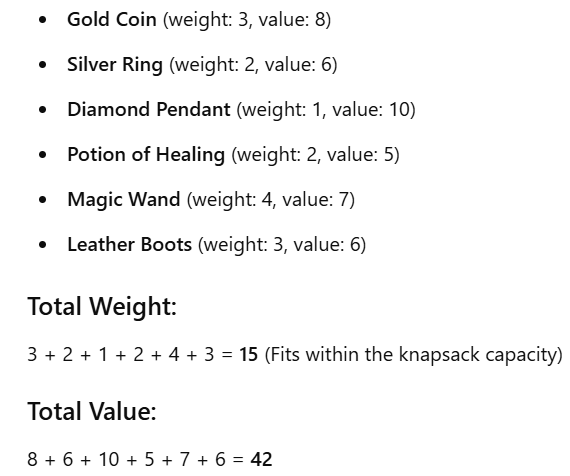 • Gold Coin (weight: 3, value: 8)
• Silver Ring (weight: 2, value: 6)
• Diamond Pendant (weight: 1, value: 10)
• Potion of Healing (weight: 2, value: 5)
• Magic Wand (weight: 4, value: 7)
• Leather Boots (weight: 3, value: 6)
Total Weight:
3 + 2 + 1 + 2 + 4 + 3 = 15 (Fits within the knapsack capacity)
Total Value:
8 + 6 + 10 + 5 + 7 + 6 = 42